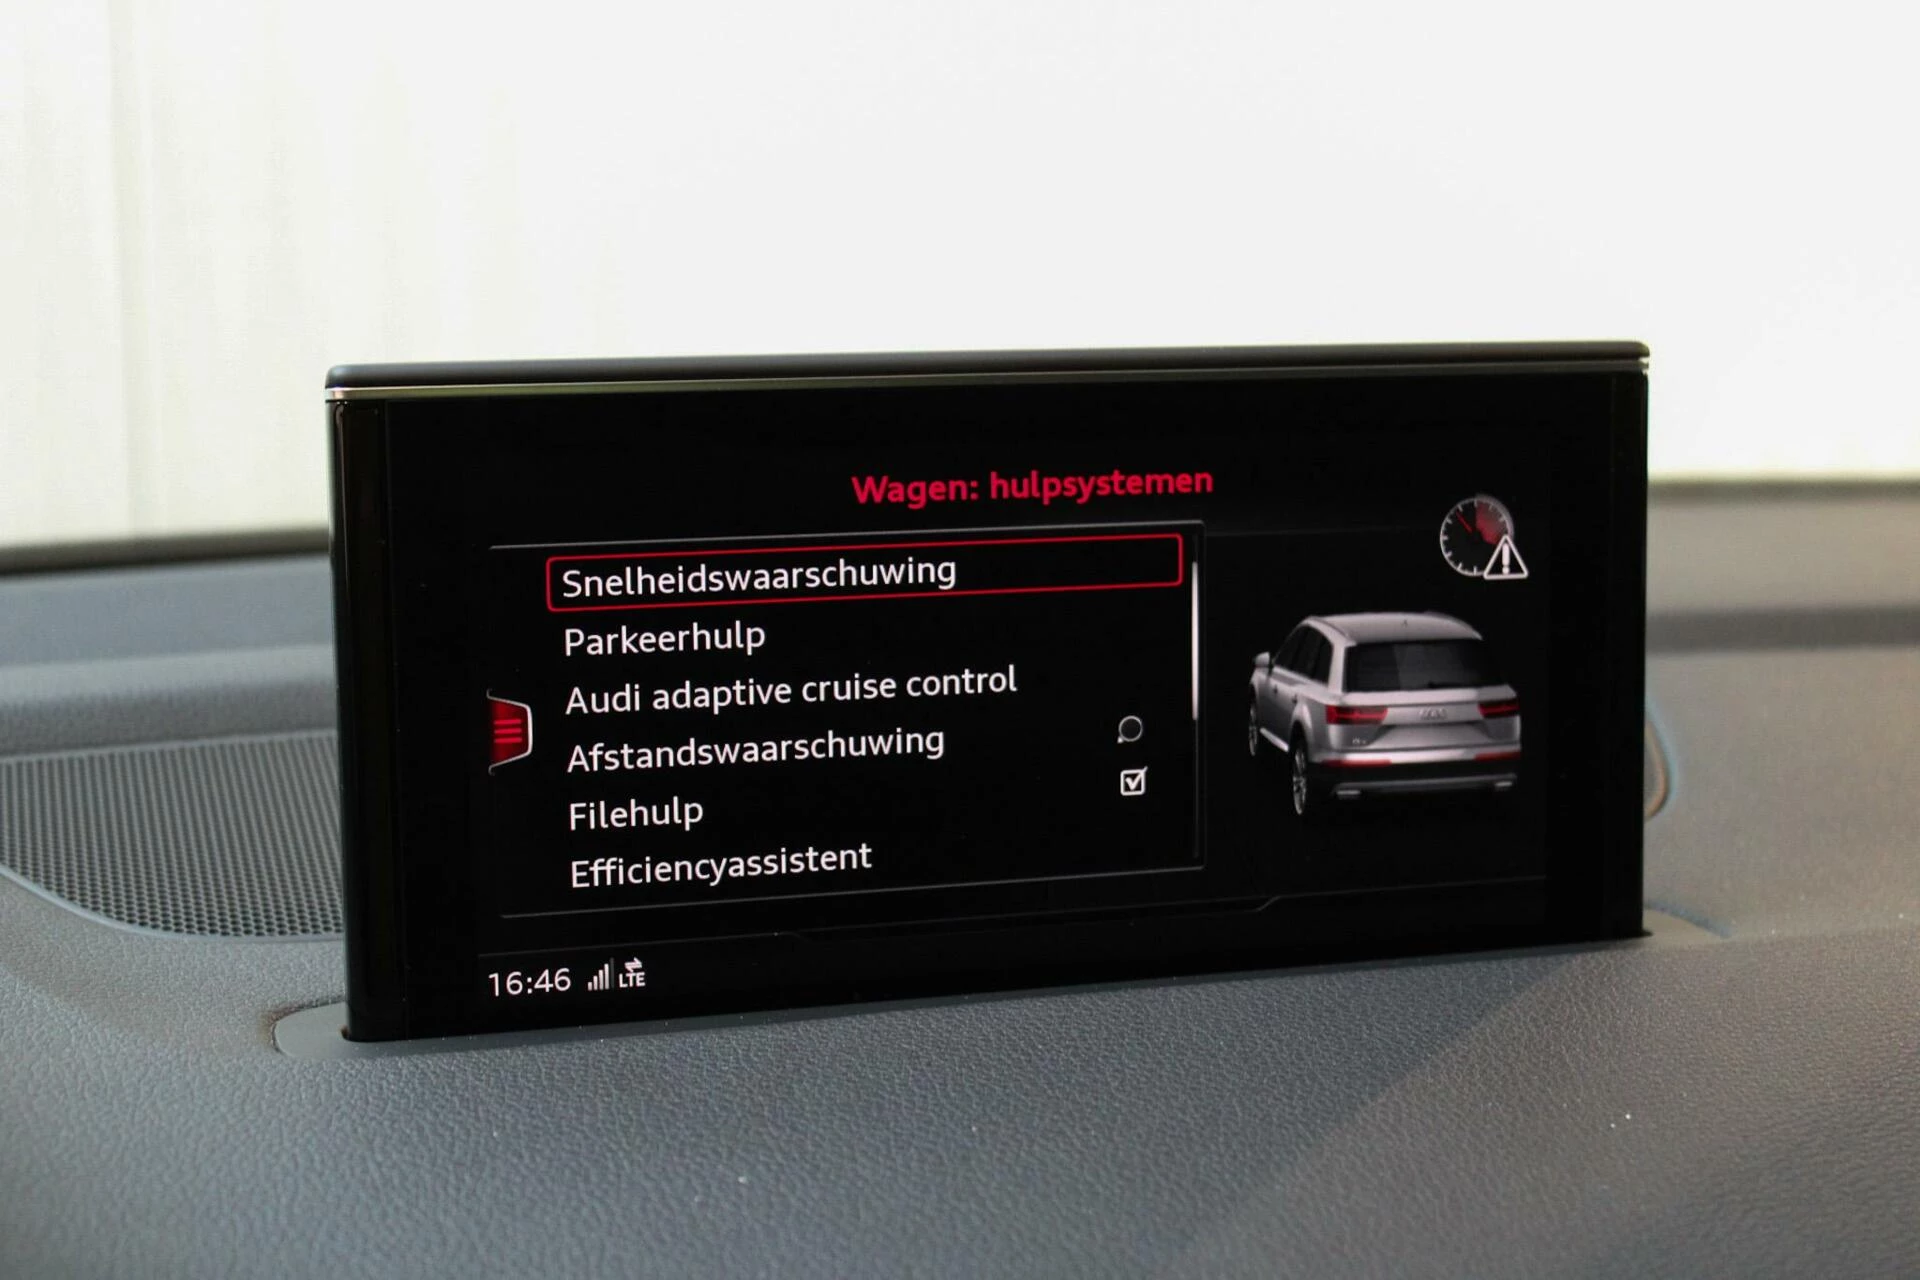 Wagen: hulpsystemen
Snelheidswaarschuwing
Parkeerhulp
Audi adaptive cruise control
Afstandswaarschuwing
Filehulp
Efficiencyassistent
16:46 LTE